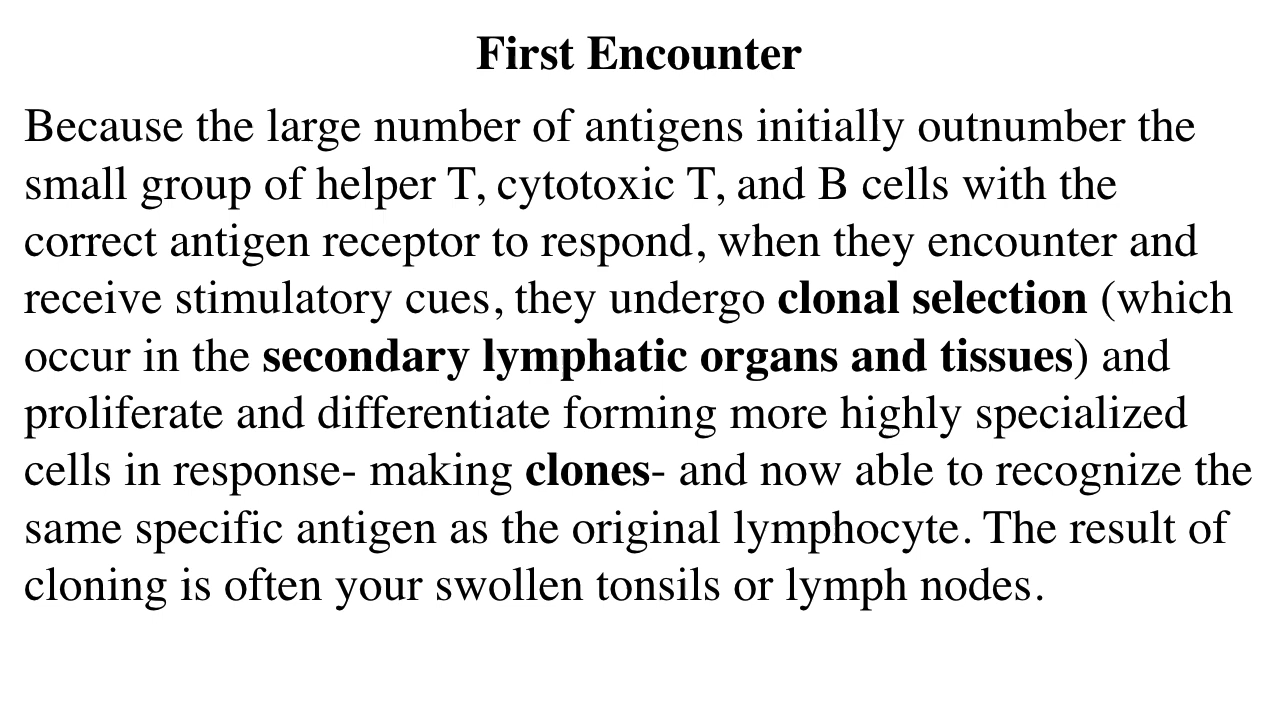 First Encounter
Because the large number of antigens initially outnumber the
small group of helper T, cytotoxic T, and B cells with the
correct antigen receptor to respond, when they encounter and
receive stimulatory cues, they undergo clonal selection (which
occur in the secondary lymphatic organs and tissues) and
proliferate and differentiate forming more highly specialized
cells in response- making clones- and now able to recognize the
same specific antigen as the original lymphocyte. The result of
cloning is often your swollen tonsils or lymph nodes.